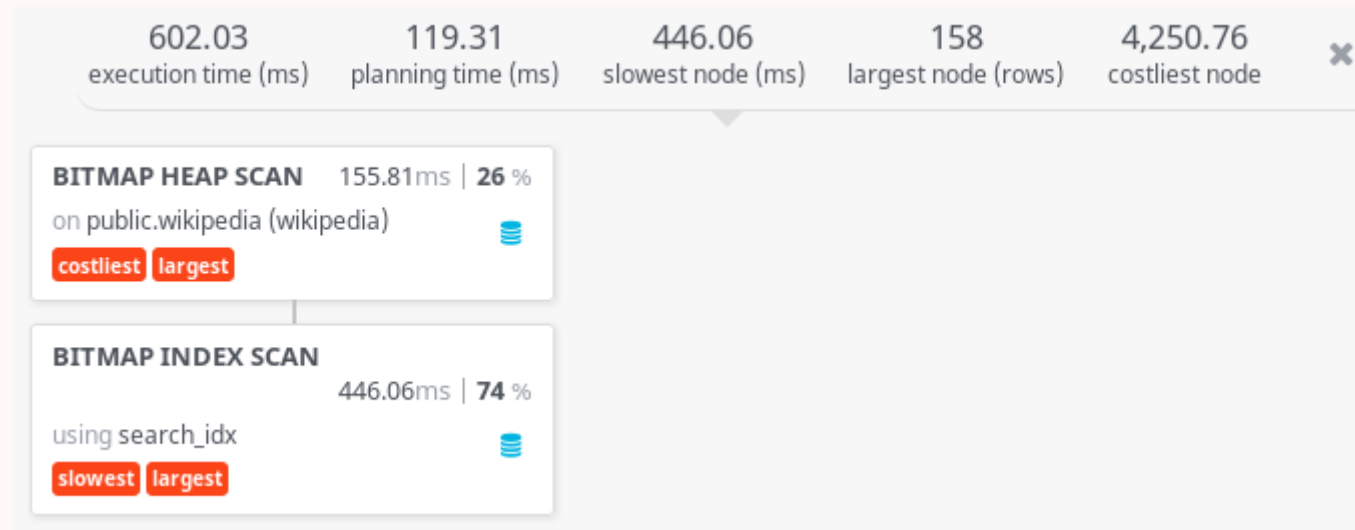 602.03 119.31 446.06 158 4,250.76
execution time (ms) planning time (ms) slowest node (ms) largest node (rows) costliest node
BITMAP HEAP SCAN 155.81ms | 26 %
on public.wikipedia (wikipedia)
costliest largest
BITMAP INDEX SCAN
446.06ms | 74 %
using search_idx
slowest largest